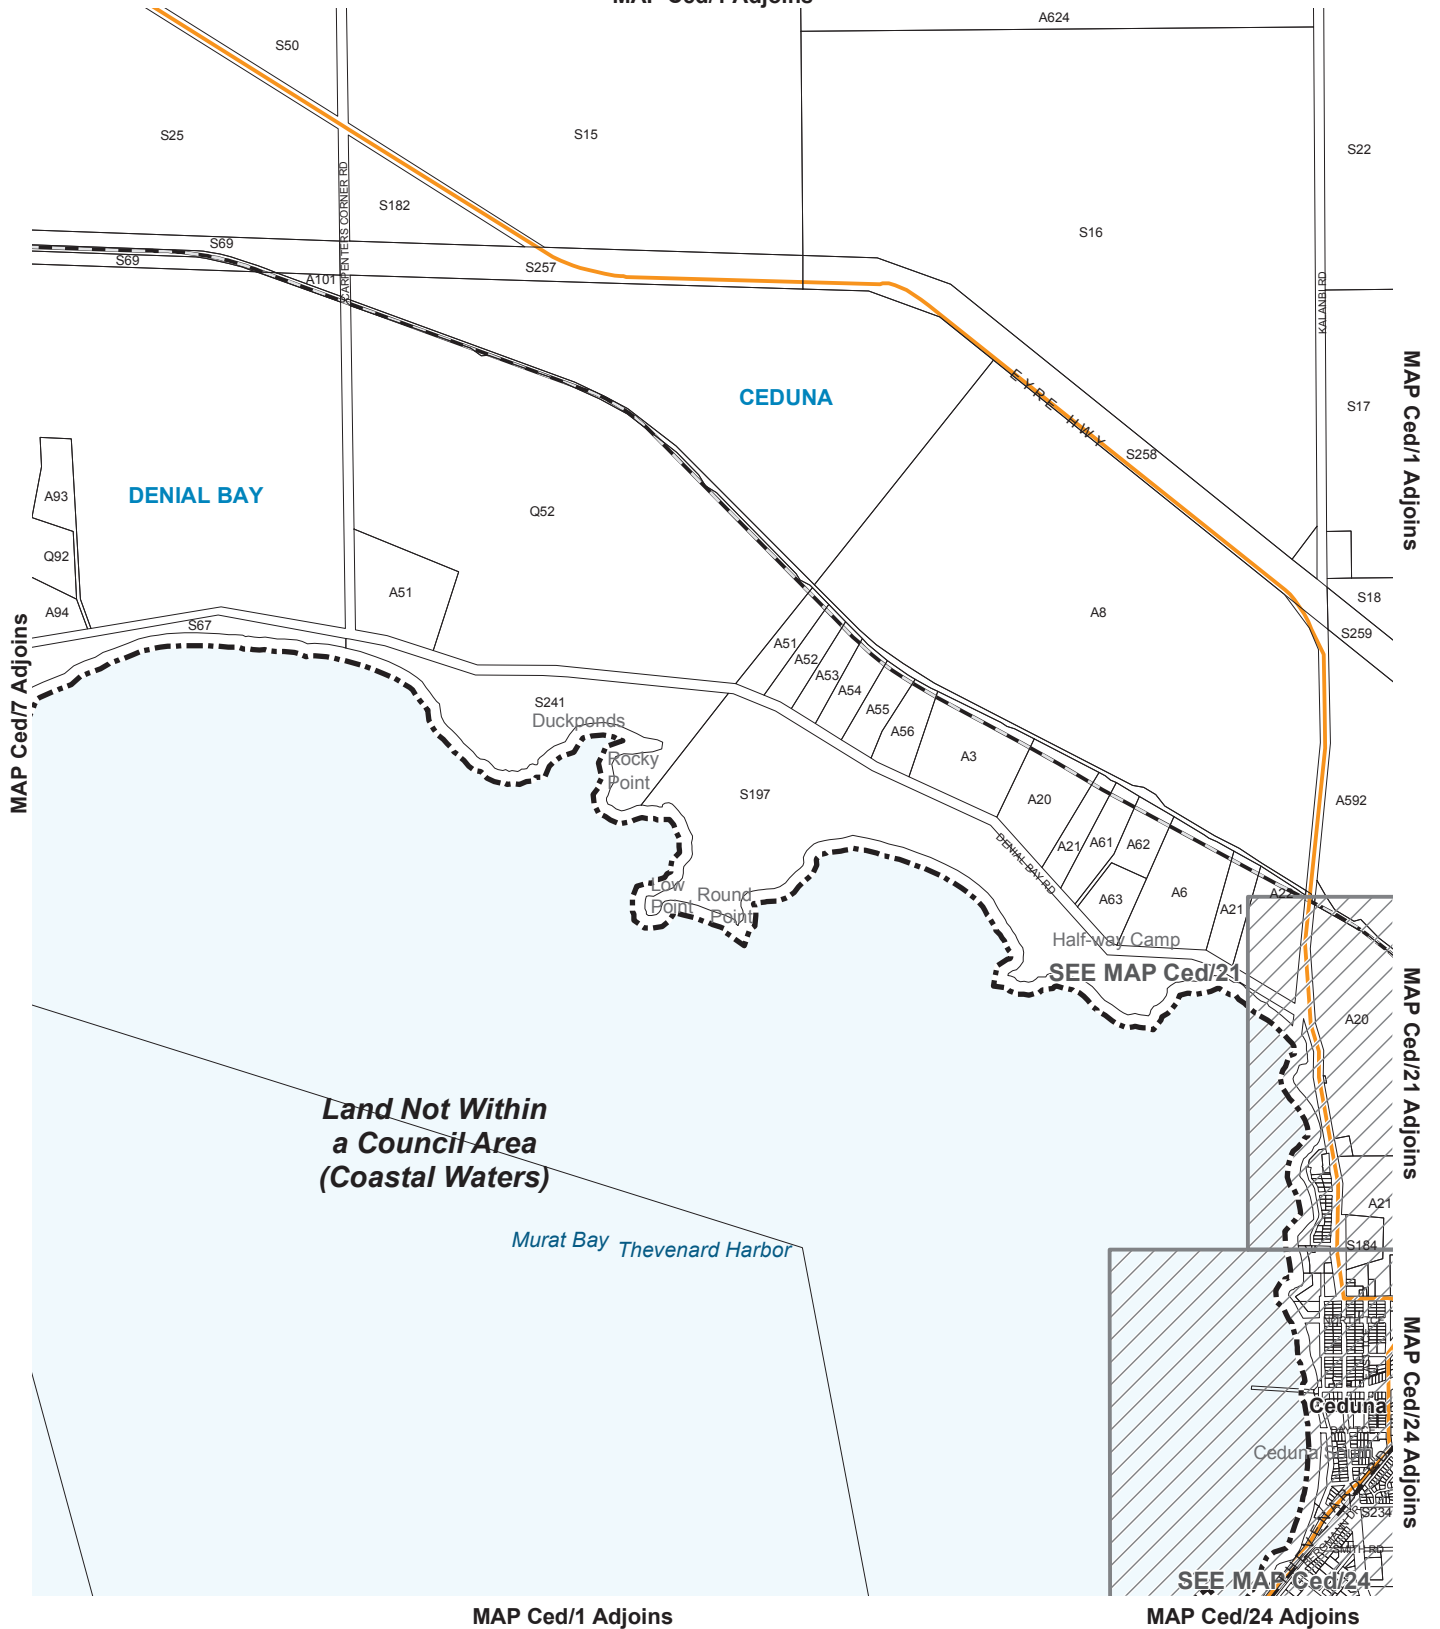 A624
S50
S25
S15
S22
CARPENTERS CORNER RD
S182
S16
S69
S69
S257
A101
KALANBI RD
MAP Ced/1 Adjoins
CEDUNA
EYRE HWY
S17
S258
DENIAL BAY
A93
Q52
Q92
A51
A94
S67
A8
S18
S259
MAP Ced/7 Adjoins
A51
A52
A53
A54
A55
A56
A3
S241
Duckponds
Rocky
Point
S197
A20
A592
DENIAL BAY RD
A21
A61
A62
A63
A6
A21
A22
Low
Point
Round
Point
Half-way Camp
SEE MAP Ced/21
A20
MAP Ced/21 Adjoins
Land Not Within
a Council Area
(Coastal Waters)
A21
Murat Bay
Thevenard Harbor
S184
MAP Ced/24 Adjoins
Ceduna
Ceduna
S234
SMITH RD
SEE MAP Ced/24
MAP Ced/1 Adjoins
MAP Ced/24 Adjoins